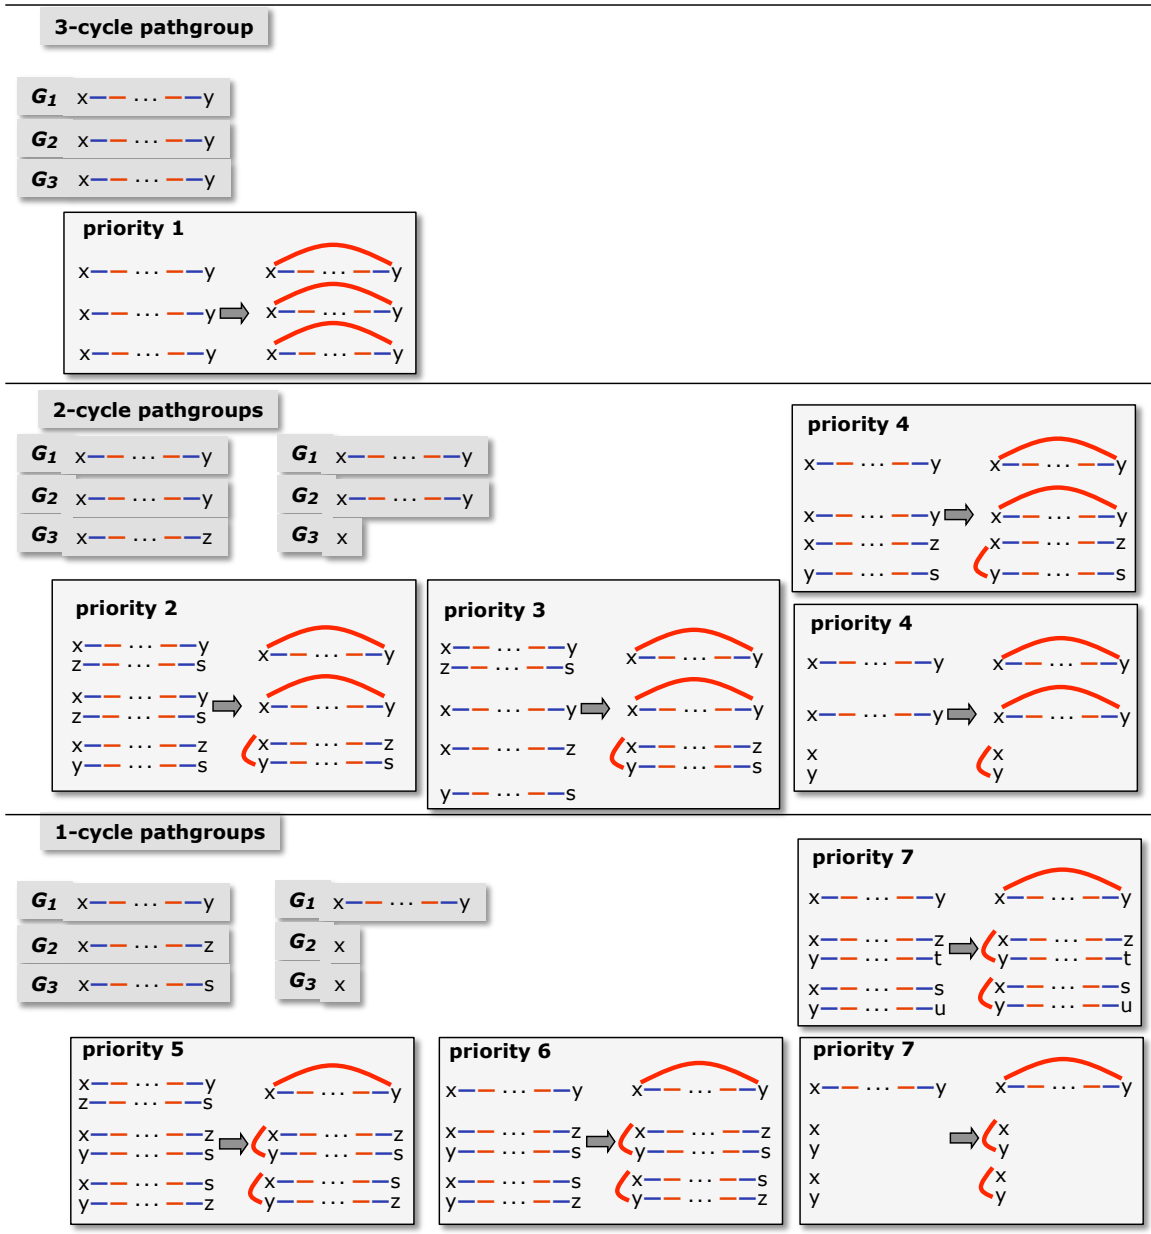 3-cycle pathgroup
G1 x ... y
G2 x ... y
G3 x ... y
priority 1
x ... y x ... y
x ... y x ... y
x ... y x ... y
2-cycle pathgroups
G1 x ... y
G2 x ... y
G3 x ... z
G1 x ... y
G2 x ... y
G3 x
priority 4
x ... y x ... y
x ... y x ... y
x ... z x ... z
y ... s y ... s
priority 2
x ... y
z ... s x ... y
x ... y
z ... s x ... y
x ... z x ... z
y ... s y ... s
priority 3
x ... y
z ... s x ... y
x ... y x ... y
x ... z x ... z
y ... s
y ... s
priority 4
x ... y x ... y
x ... y x ... y
x x
y y
1-cycle pathgroups
G1 x ... y
G2 x ... z
G3 x ... s
G1 x ... y
G2 x
G3 x
priority 7
x ... y x ... y
x ... z x ... z
y ... t y ... t
x ... s x ... s
y ... u y ... u
priority 5
x ... y
z ... s x ... y
x ... z x ... z
y ... s y ... s
x ... s x ... s
y ... z y ... z
priority 6
x ... y x ... y
x ... z x ... z
y ... s y ... s
x ... s x ... s
y ... z y ... z
priority 7
x ... y x ... y
x x
y y
x x
y y